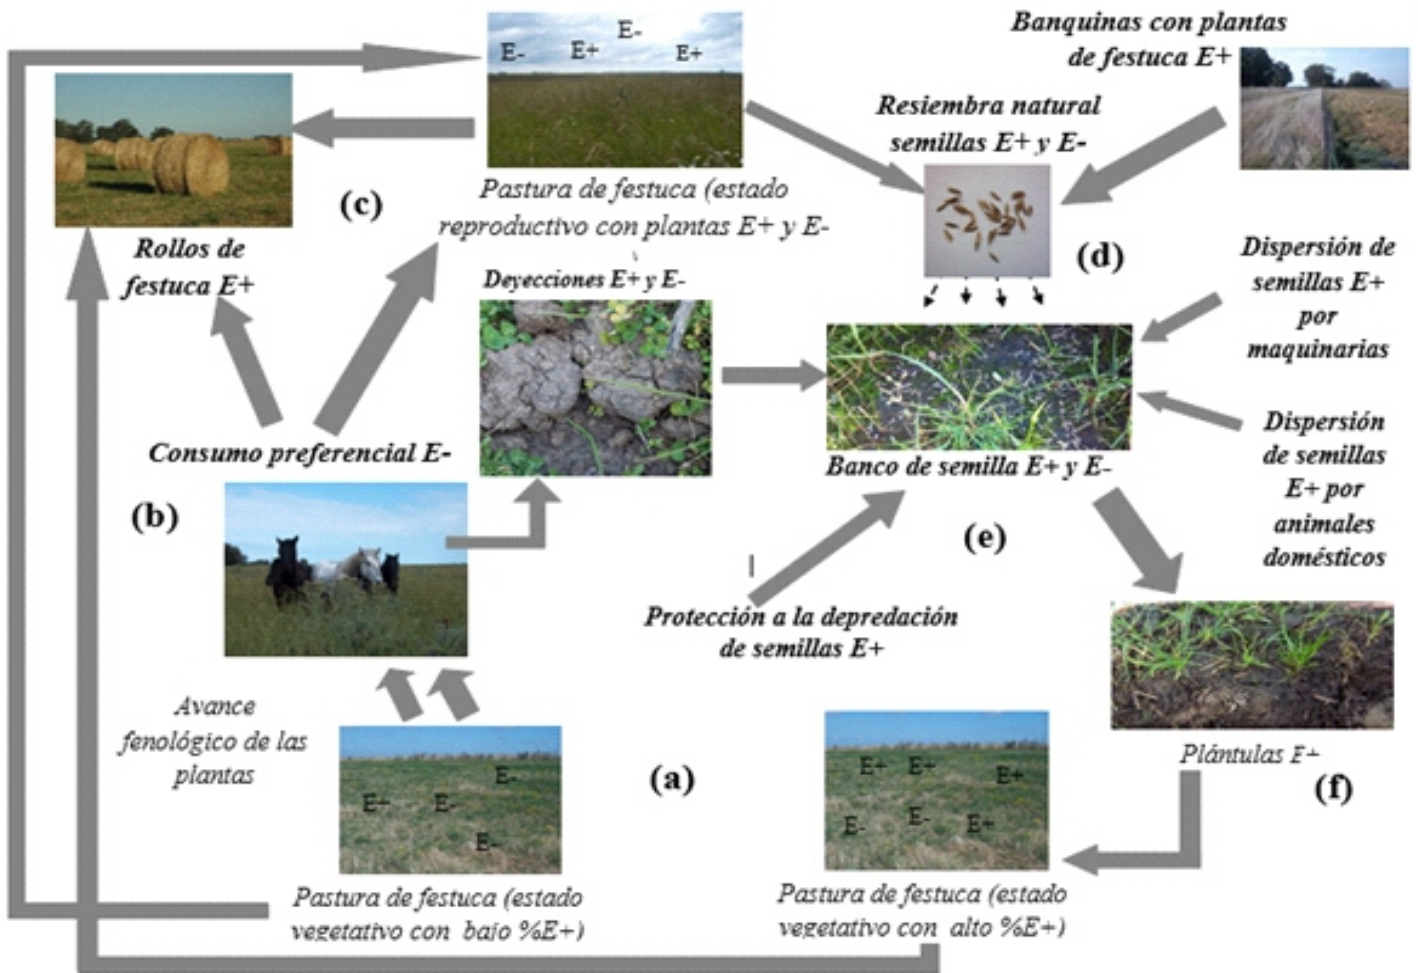 E-
E+
E-
E+
Banquinas con plantas
de festuca E+
Resiembra natural
semillas E+ y E-
(c)
Pastura de festuca (estado
reproductivo con plantas E+ y E-
Rollos de
festuca E+
(d)
Deyecciones E+ y E-
Dispersión de
semillas E+
por
maquinarias
Consumo preferencial E-
Banco de semilla E+ y E-
Dispersión
de semillas
E+ por
animales
domésticos
(b)
(e)
Protección a la depredación
de semillas E+
Avance
fenológico de las
plantas
E-
E+
E-
E-
(a)
E+
E+
E+
E-
E-
E+
Plántulas E+
(f)
Pastura de festuca (estado
vegetativo con bajo %E+)
Pastura de festuca (estado
vegetativo con alto %E+)